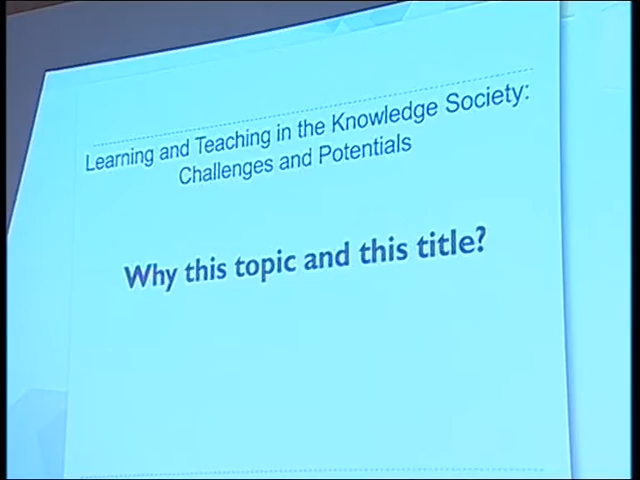 Learning and Teaching in the Knowledge Society:
Challenges and Potentials
Why this topic and this title?